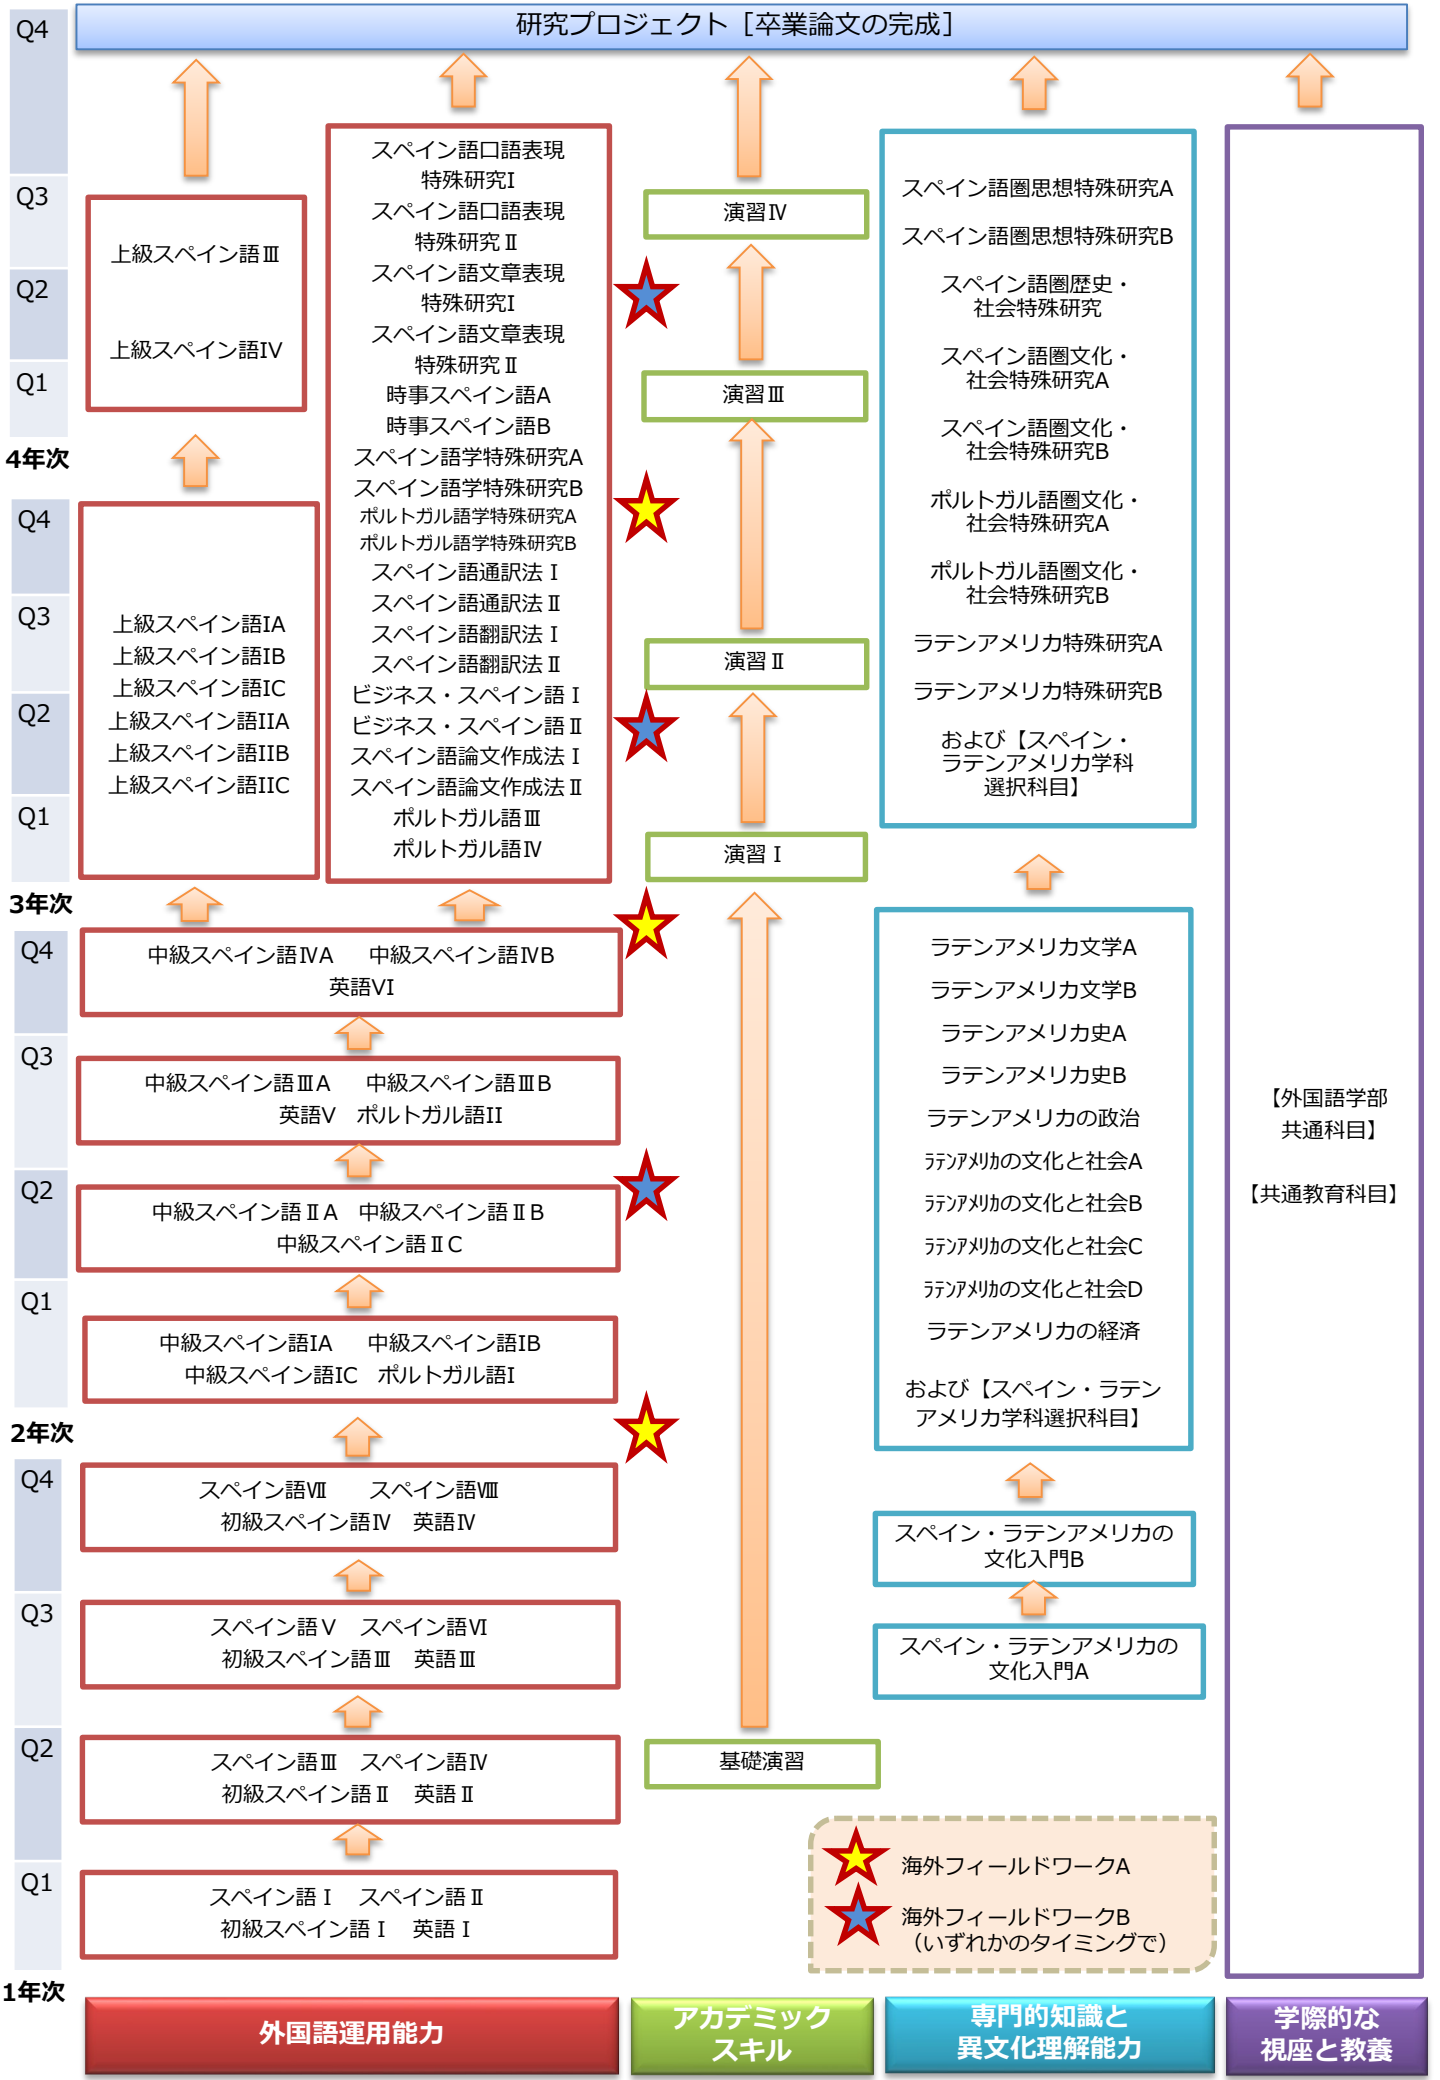 研究プロジェクト［卒業論文の完成］
Q4
Q3
Q2
Q1
4年次
Q4
Q3
Q2
Q1
3年次
Q4
Q3
Q2
Q1
2年次
Q4
Q3
Q2
Q1
1年次
上級スペイン語Ⅲ
上級スペイン語IV
上級スペイン語IA
上級スペイン語IB
上級スペイン語IC
上級スペイン語IIA
上級スペイン語IIB
上級スペイン語IIC
スペイン語口語表現
特殊研究I
スペイン語口語表現
特殊研究Ⅱ
スペイン語文章表現
特殊研究I
スペイン語文章表現
特殊研究Ⅱ
時事スペイン語A
時事スペイン語B
スペイン語学特殊研究A
スペイン語学特殊研究B
ポルトガル語学特殊研究A
ポルトガル語学特殊研究B
スペイン語通訳法Ⅰ
スペイン語通訳法Ⅱ
スペイン語翻訳法Ⅰ
スペイン語翻訳法Ⅱ
ビジネス・スペイン語Ⅰ
ビジネス・スペイン語Ⅱ
スペイン語論文作成法Ⅰ
スペイン語論文作成法Ⅱ
ポルトガル語Ⅲ
ポルトガル語Ⅳ
中級スペイン語ⅣA　中級スペイン語ⅣB
英語VI
中級スペイン語ⅢA　中級スペイン語ⅢB
英語V　ポルトガル語II
中級スペイン語ⅡA　中級スペイン語ⅡB
中級スペイン語ⅡC
中級スペイン語IA　中級スペイン語IB
中級スペイン語IC　ポルトガル語I
スペイン語Ⅶ　スペイン語Ⅷ
初級スペイン語Ⅳ　英語Ⅳ
スペイン語Ⅴ　スペイン語Ⅵ
初級スペイン語Ⅲ　英語Ⅲ
スペイン語Ⅲ　スペイン語Ⅳ
初級スペイン語Ⅱ　英語Ⅱ
スペイン語Ⅰ　スペイン語Ⅱ
初級スペイン語Ⅰ　英語Ⅰ
演習Ⅳ
演習Ⅲ
演習Ⅱ
演習Ⅰ
基礎演習
スペイン語圏思想特殊研究A
スペイン語圏思想特殊研究B
スペイン語圏歴史・
社会特殊研究
スペイン語圏文化・
社会特殊研究A
スペイン語圏文化・
社会特殊研究B
ポルトガル語圏文化・
社会特殊研究A
ポルトガル語圏文化・
社会特殊研究B
ラテンアメリカ特殊研究A
ラテンアメリカ特殊研究B
および【スペイン・
ラテンアメリカ学科
選択科目】
ラテンアメリカ文学A
ラテンアメリカ文学B
ラテンアメリカ史A
ラテンアメリカ史B
ラテンアメリカの政治
ﾗﾃﾝｱﾒﾘｶの文化と社会A
ﾗﾃﾝｱﾒﾘｶの文化と社会B
ﾗﾃﾝｱﾒﾘｶの文化と社会C
ﾗﾃﾝｱﾒﾘｶの文化と社会D
ラテンアメリカの経済
および【スペイン・ラテン
アメリカ学科選択科目】
スペイン・ラテンアメリカの
文化入門B
スペイン・ラテンアメリカの
文化入門A
【外国語学部
共通科目】
【共通教育科目】
海外フィールドワークA
海外フィールドワークB
（いずれかのタイミングで）
外国語運用能力
アカデミック
スキル
専門的知識と
異文化理解能力
学際的な
視座と教養